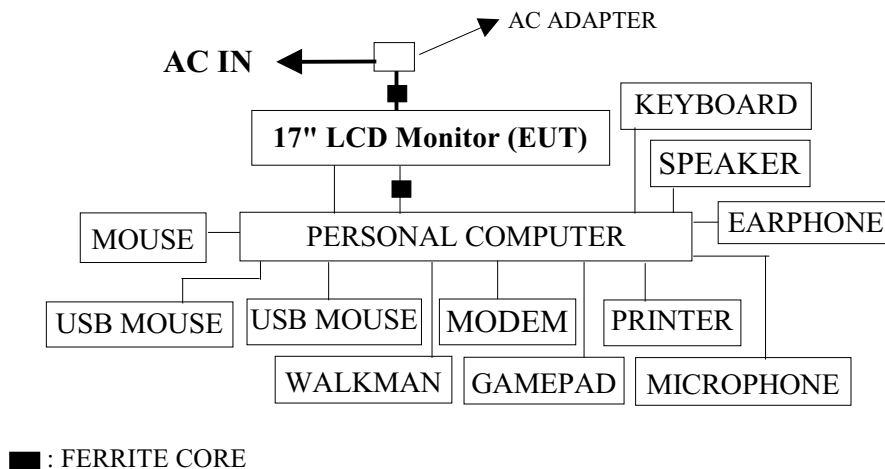 AC ADAPTER
AC IN
KEYBOARD
17" LCD Monitor (EUT)
SPEAKER
MOUSE
PERSONAL COMPUTER
EARPHONE
USB MOUSE
USB MOUSE
MODEM
PRINTER
WALKMAN
GAMEPAD
MICROPHONE
: FERRITE CORE